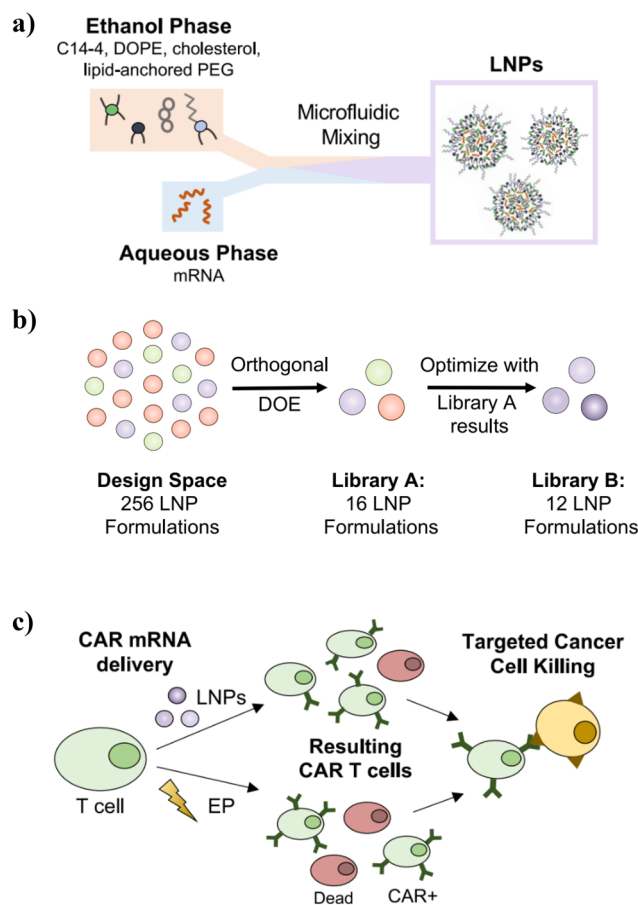 a)
Ethanol Phase
C14-4, DOPE, cholesterol,
lipid-anchored PEG
Microfluidic
Mixing
LNPs
Aqueous Phase
mRNA
b)
Orthogonal
DOE
Optimize with
Library A
results
Design Space
256 LNP
Formulations
Library A:
16 LNP
Formulations
Library B:
12 LNP
Formulations
c)
CAR mRNA
delivery
LNPs
T cell
EP
Resulting
CAR T cells
Dead
CAR+
Targeted Cancer
Cell Killing